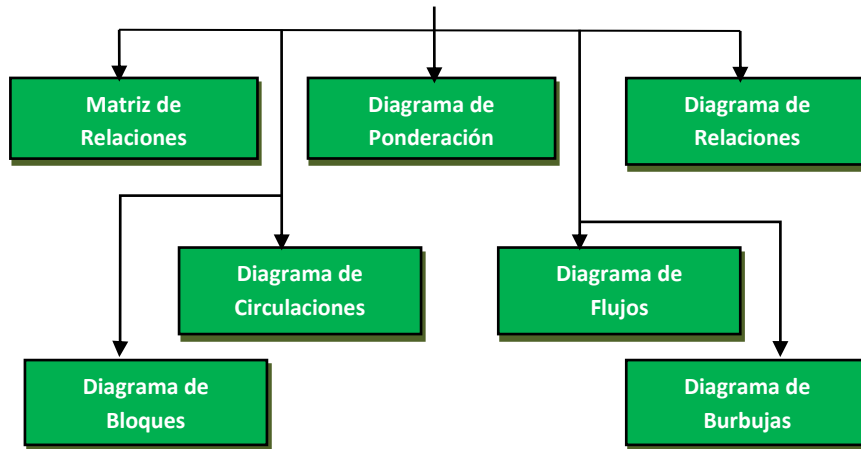 Matriz de
Relaciones
Diagrama de
Ponderación
Diagrama de
Relaciones
Diagrama de
Circulaciones
Diagrama de
Flujos
Diagrama de
Bloques
Diagrama de
Burbujas